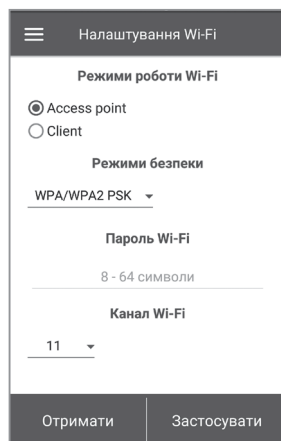 Налаштування Wi-Fi
Режими роботи Wi-Fi
Access point
Client
Режими безпеки
WPA/WPA2 PSK
Пароль Wi-Fi
8 - 64 символи
Канал Wi-Fi
11
Отримати Застосувати